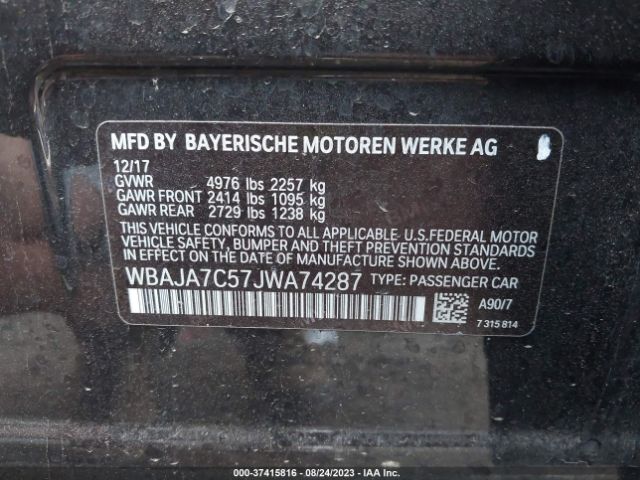 MFD BY BAYERISCHE MOTOREN WERKE AG
12/17
GVWR 4976 lbs 2257 kg
GAWR FRONT 2414 lbs 1095 kg
GAWR REAR 2729 lbs 1238 kg
THIS VEHICLE CONFORMS TO ALL APPLICABLE U.S.FEDERAL MOTOR
VEHICLE SAFETY, BUMPER AND THEFT PREVENTION STANDARDS
IN EFFECT ON THE DATE OF MANUFACTURE SHOWN ABOVE.
WBAJA7C57JWA74287 TYPE: PASSENGER CAR
A90/7
7 315 814
000-37415816 - 08/24/2023 - IAA Inc.